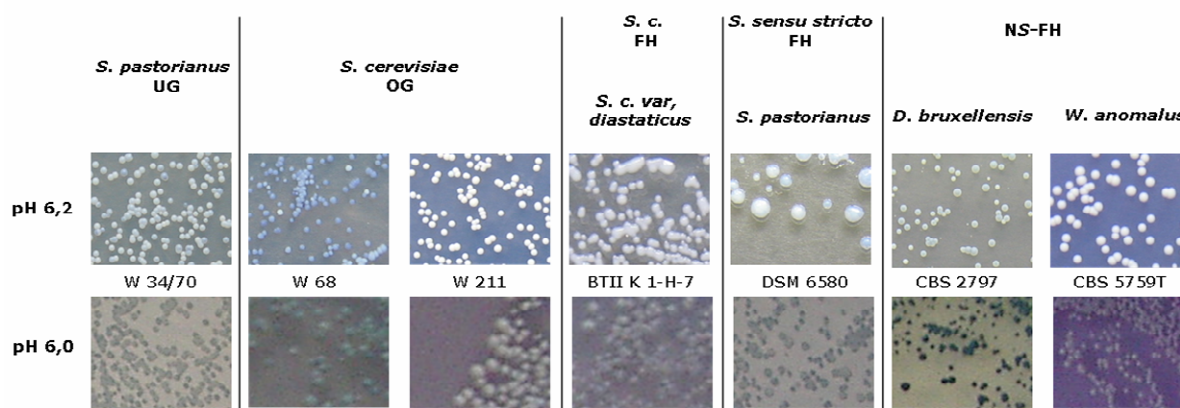 S. c.
FH
S. sensu stricto
FH
NS-FH
S. pastorianus
UG
S. cerevisiae
OG
S. c. var,
diastaticus
S. pastorianus
D. bruxellensis
W. anomalus
pH 6,2
W 34/70
W 68
W 211
BTII K 1-H-7
DSM 6580
CBS 2797
CBS 5759T
pH 6,0